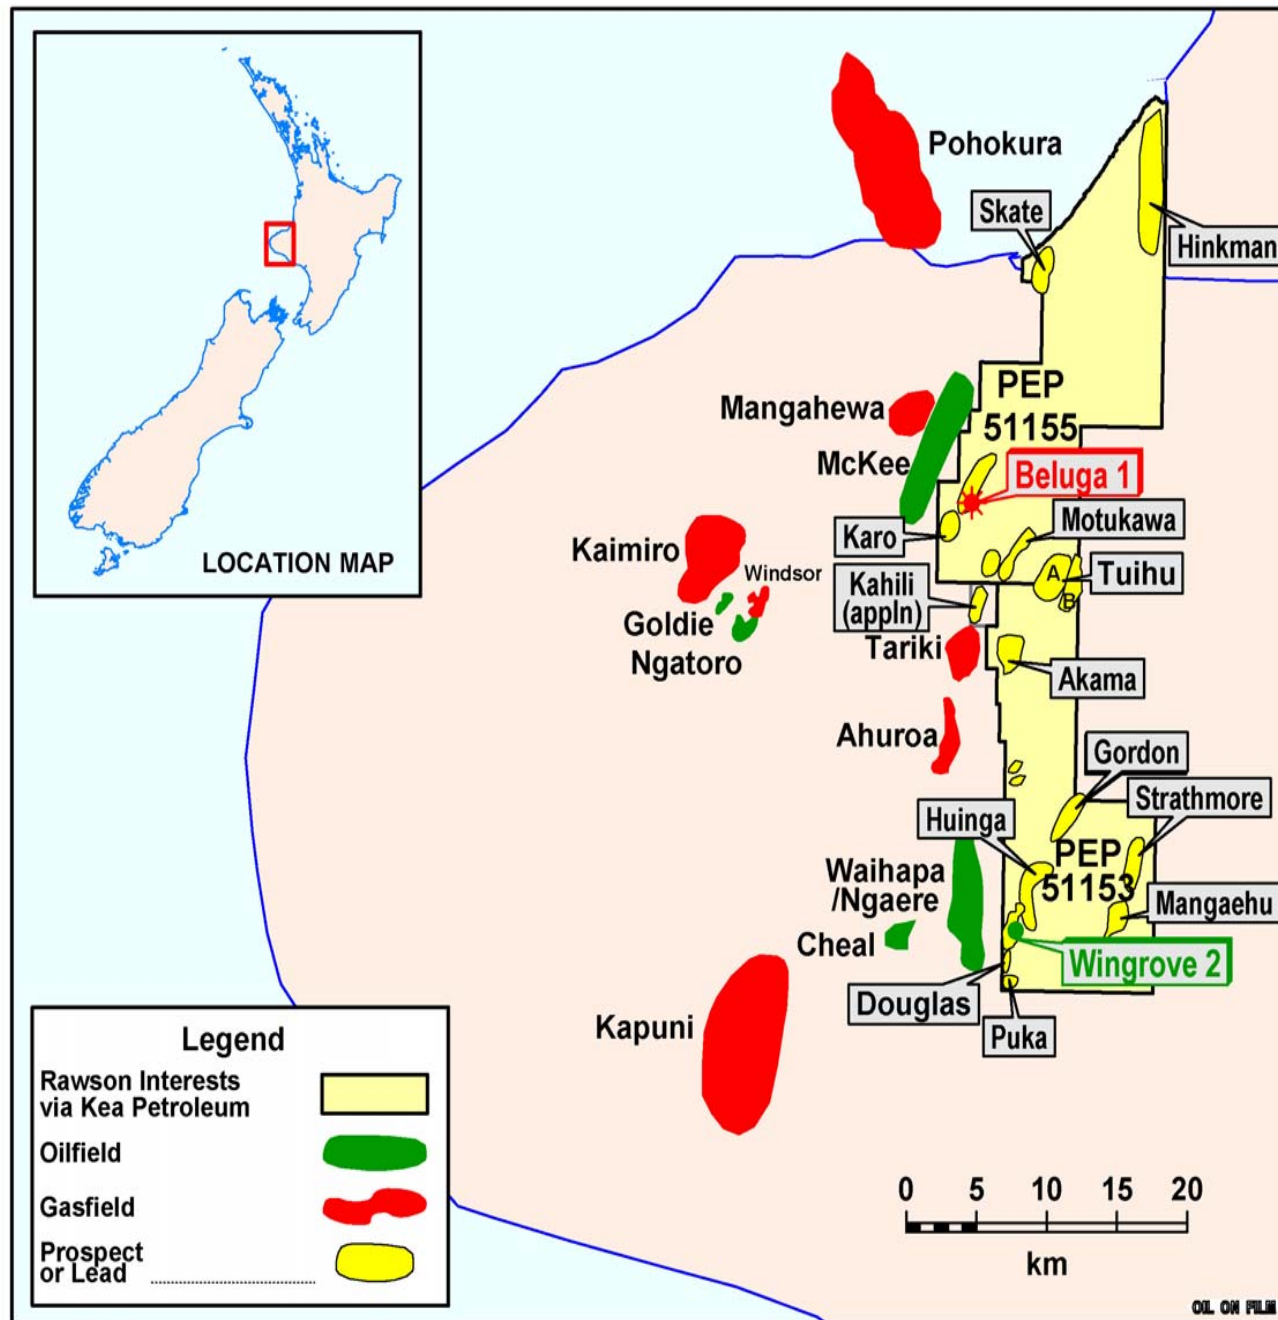 LOCATION MAP
Pohokura
Skate
Hinkman
Mangahewa
PEP
51155
McKee
Beluga 1
Motukawa
Karo
Kaimiro
Windsor
Kahili
(appln)
A
Tuihu
B
Goldie
Ngatoro
Tariki
Akama
Ahuroa
Gordon
Strathmore
Huinga
PEP
51153
Waihapa
/Ngaere
Mangaehu
Cheal
Wingrove 2
Douglas
Kapuni
Puka
Legend
Rawson Interests
via Kea Petroleum
Oilfield
Gasfield
Prospect
or Lead
0 5 10 15 20
km
OIL ON FILM